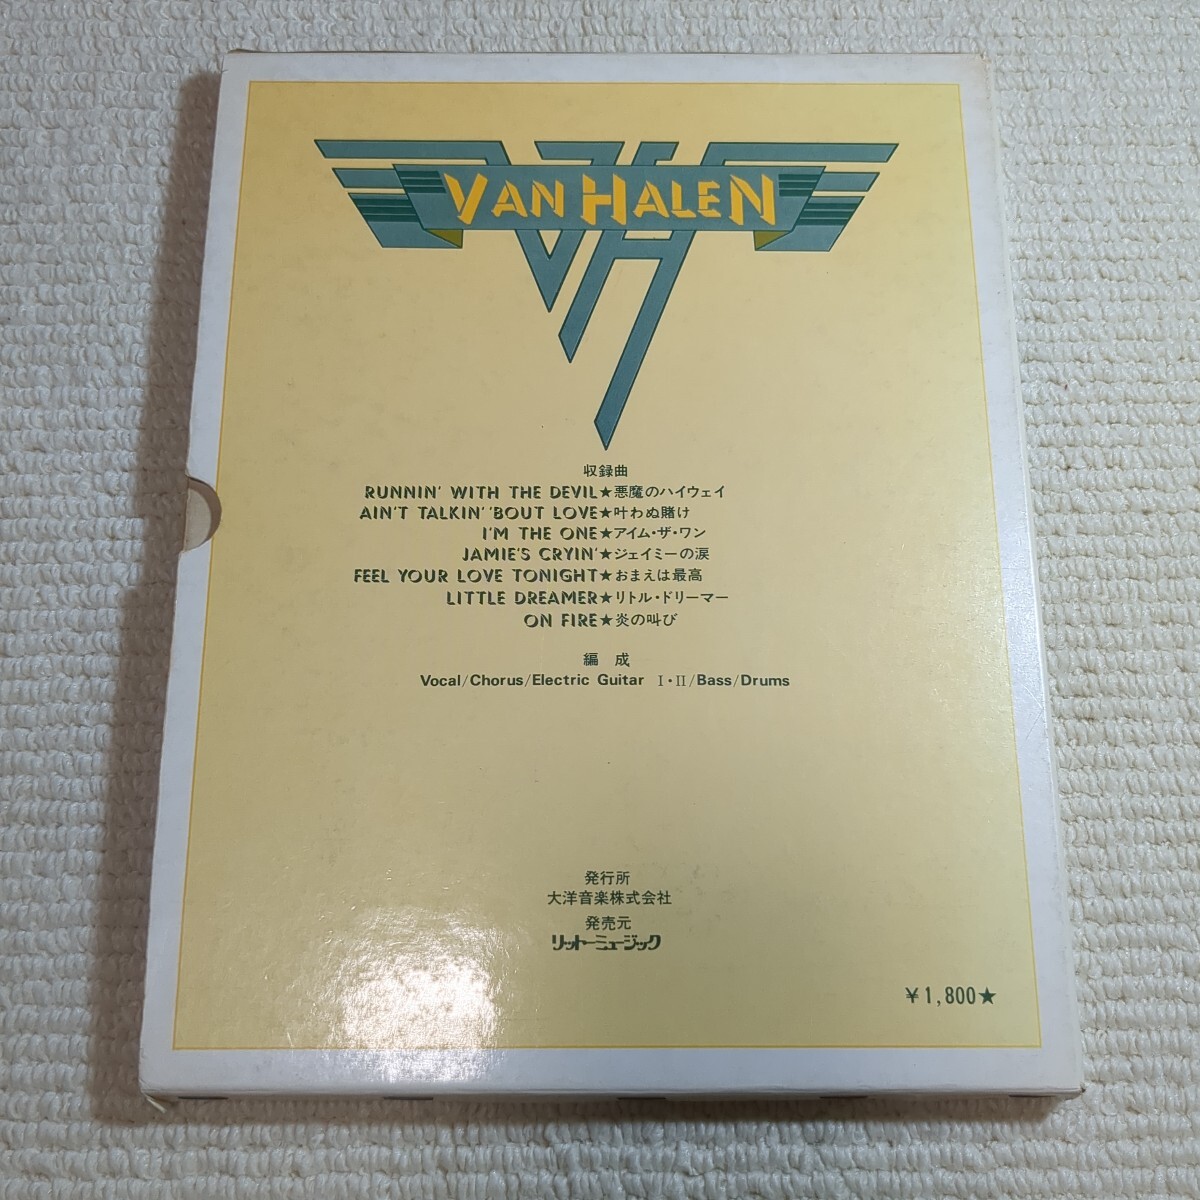 VAN HALEN
収録曲
RUNNIN' WITH THE DEVIL★悪魔のハイウェイ
AIN'T TALKIN' 'BOUT LOVE★叶わぬ賭け
I'M THE ONE★アイム・ザ・ワン
JAMIE'S CRYIN'★ジェイミーの涙
FEEL YOUR LOVE TONIGHT★おまえは最高
LITTLE DREAMER★リトル・ドリーマー
ON FIRE★炎の叫び
編 成
Vocal/Chorus/Electric Guitar I・II/Bass/Drums
発行所
大洋音楽株式会社
発売元
リットーミュージック
¥1,800★